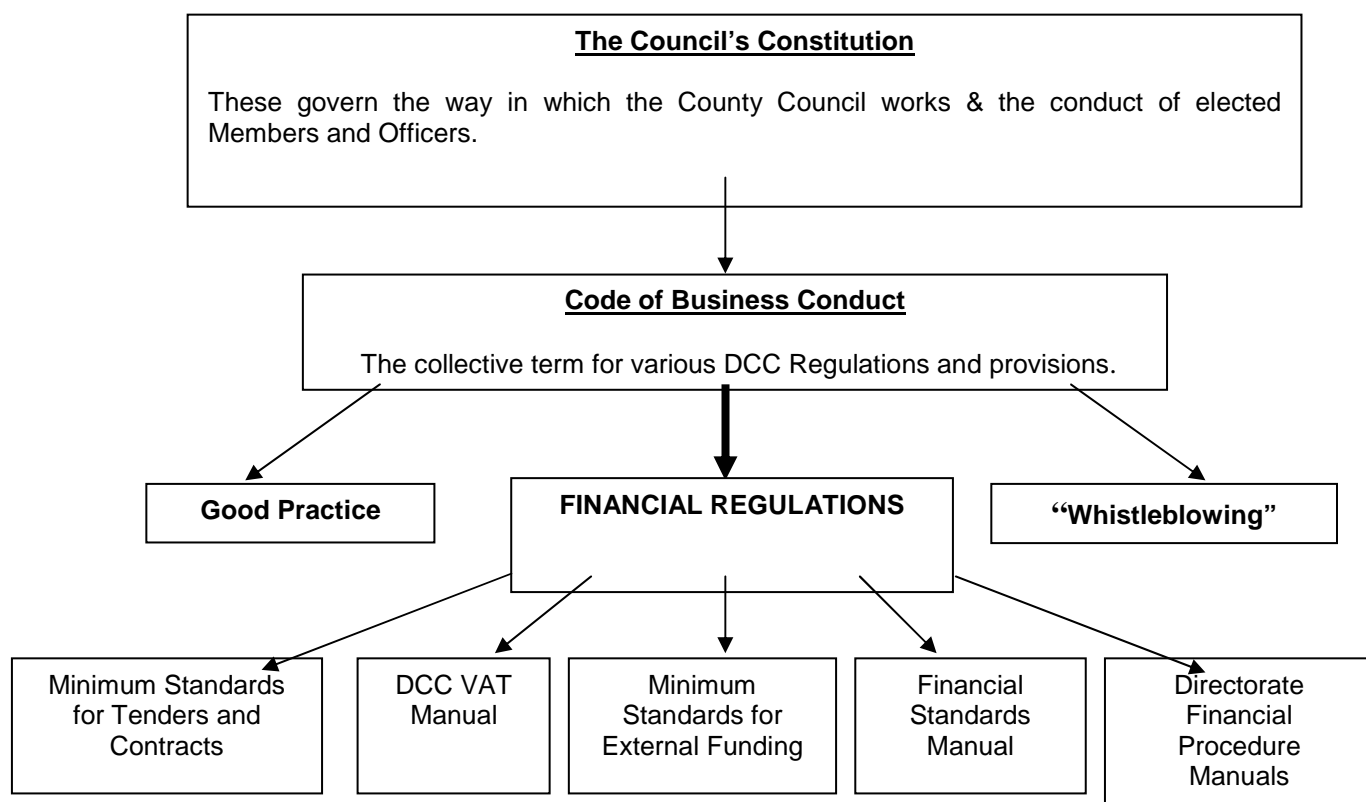 The Council's Constitution
These govern the way in which the County Council works & the conduct of elected
Members and Officers.
Code of Business Conduct
The collective term for various DCC Regulations and provisions.
Good Practice
FINANCIAL REGULATIONS
“Whistleblowing”
Minimum Standards
for Tenders and
Contracts
DCC VAT
Manual
Minimum
Standards for
External Funding
Financial
Standards
Manual
Directorate
Financial
Procedure
Manuals